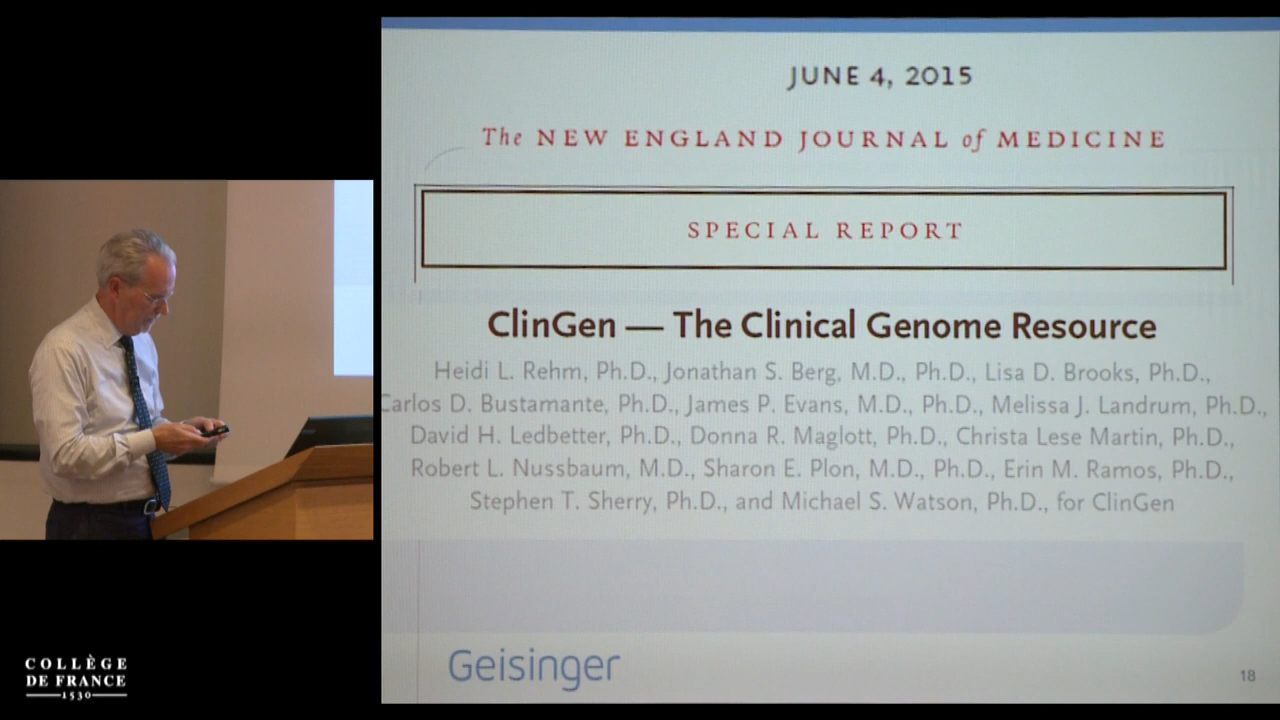 JUNE 4, 2015
The NEW ENGLAND JOURNAL of MEDICINE
SPECIAL REPORT
ClinGen — The Clinical Genome Resource
Heidi L. Rehm, Ph.D., Jonathan S. Berg, M.D., Ph.D., Lisa D. Brooks, Ph.D.,
Carlos D. Bustamante, Ph.D., James P. Evans, M.D., Ph.D., Melissa J. Landrum, Ph.D.,
David H. Ledbetter, Ph.D., Donna R. Maglott, Ph.D., Christa Lese Martin, Ph.D.,
Robert L. Nussbaum, M.D., Sharon E. Plon, M.D., Ph.D., Erin M. Ramos, Ph.D.,
Stephen T. Sherry, Ph.D., and Michael S. Watson, Ph.D., for ClinGen
Geisinger
18
COLLÈGE
DE FRANCE
1530